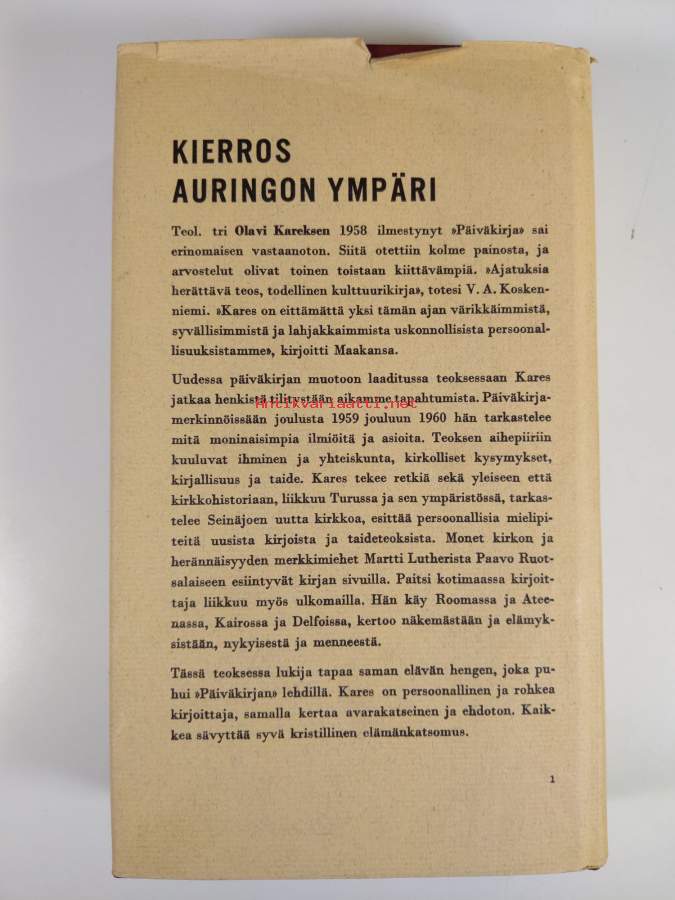 KIERROS
AURINGON YMPÄRI
Teol. tri Olavi Kareksen 1958 ilmestynyt »Päiväkirja» sai
erinomaisen vastaanoton. Siitä otettiin kolme painosta, ja
arvostelut olivat toinen toistaan kiittävämpiä. »Ajatuksia
herättävä teos, todellinen kulttuurikirja», totesi V. A. Kosken-
niemi. »Kares on eittämättä yksi tämän ajan värikkäimmistä,
syvällisimmistä ja lahjakkaimmista uskonnollisista persoonal-
lisuuksistamme», kirjoitti Maakansa.
Uudessa päiväkirjan muotoon laaditussa teoksessaan Kares
jatkaa henkistä tilitystään aikamme tapahtumista. Päiväkirja-
Antikvariaatti.net
merkinnöissään joulusta 1959 jouluun 1960 hän tarkastelee
mitä moninaisimpia ilmiöitä ja asioita. Teoksen aihepiiriin
kuuluvat ihminen ja yhteiskunta, kirkolliset kysymykset,
kirjallisuus ja taide. Kares tekee retkiä sekä yleiseen että
kirkkohistoriaan, liikkuu Turussa ja sen ympäristössä, tarkas-
telee Seinäjoen uutta kirkkoa, esittää persoonallisia mielipi-
teitä uusista kirjoista ja taideteoksista. Monet kirkon ja
herännäisyyden merkkimiehet Martti Lutherista Paavo Ruot-
salaiseen esiintyvät kirjan sivuilla. Paitsi kotimaassa kirjoit-
taja liikkuu myös ulkomailla. Hän käy Roomassa ja Atee-
nassa, Kairossa ja Delfoissa, kertoo näkemästään ja elämyk-
sistään, nykyisestä ja menneestä.
Tässä teoksessa lukija tapaa saman elävän hengen, joka pu-
hui »Päiväkirjan» lehdillä. Kares on persoonallinen ja rohkea
kirjoittaja, samalla kertaa avarakatseinen ja ehdoton. Kaik-
kea sävyttää syvä kristillinen elämänkatsomus.
1